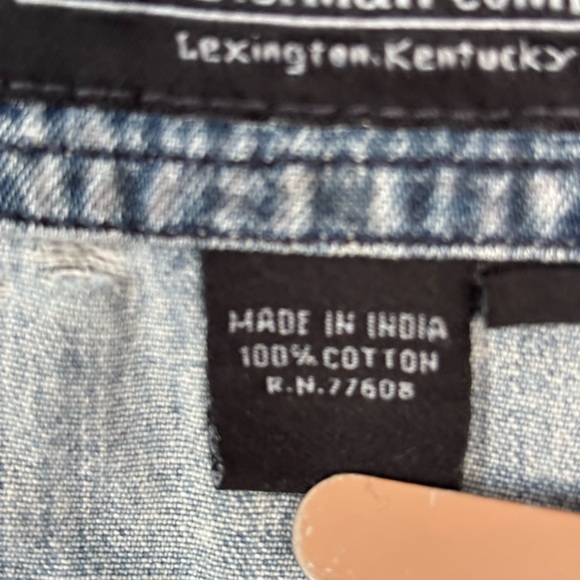 Lexington.Kentucky
MADE IN INDIA
100% COTTON
R.N.77608